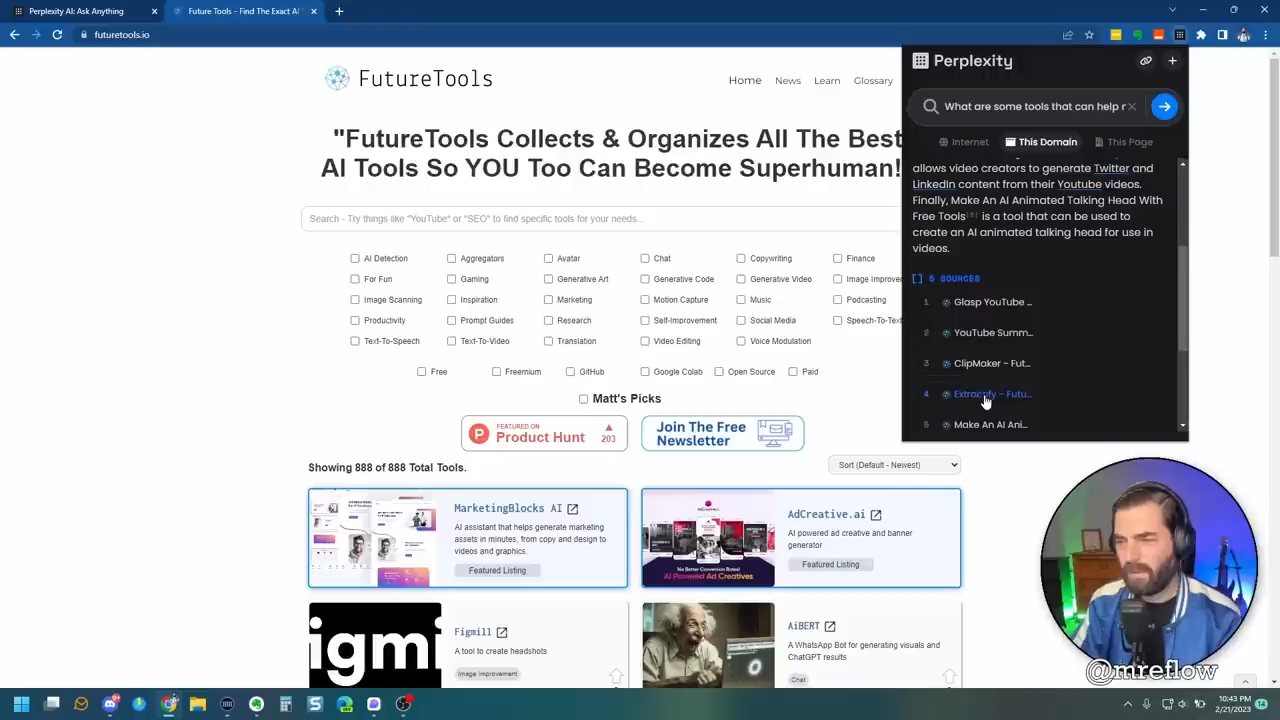 Perplexity AI: Ask Anything
Future Tools - Find The Exact AI
futuretools.io
FutureTools
Home News Learn Glossary
"FutureTools Collects & Organizes All The Best
AI Tools So YOU Too Can Become Superhuman!
Search - Try things like "YouTube" or "SEO" to find specific tools for your needs...
AI Detection Aggregators Avatar Chat Copywriting Finance
For Fun Gaming Generative Art Generative Code Generative Video Image Improver
Image Scanning Inspiration Marketing Motion Capture Music Podcasting
Productivity Prompt Guides Research Self-Improvement Social Media Speech-To-Text
Text-To-Speech Text-To-Video Translation Video Editing Voice Modulation
Free Freemium GitHub Google Colab Open Source Paid
Matt's Picks
FEATURED ON
Product Hunt 203
Join The Free
Newsletter
Showing 888 of 888 Total Tools.
Sort (Default - Newest)
MarketingBlocks AI
AI assistant that helps generate marketing
assets in minutes, from copy and design to
videos and graphics.
Featured Listing
AdCreative.ai
AI powered ad creative and banner
generator
Featured Listing
No Better Conversion Rates!
AI Powered Ad Creatives
igmi
Figmill
A tool to create headshots
Image Improvement
AiBERT
A WhatsApp Bot for generating visuals and
ChatGPT results
Chat
Perplexity
What are some tools that can help r
Internet This Domain This Page
allows video creators to generate Twitter and
LinkedIn content from their Youtube videos.
Finally, Make An AI Animated Talking Head With
Free Tools[6] is a tool that can be used to
create an AI animated talking head for use in
videos.
5 SOURCES
1 Glasp YouTube ...
2 YouTube Summ...
3 ClipMaker - Fut...
4 Extractify - Futu...
5 Make An AI Ani...
@mreflow
10:43 PM
2/21/2023